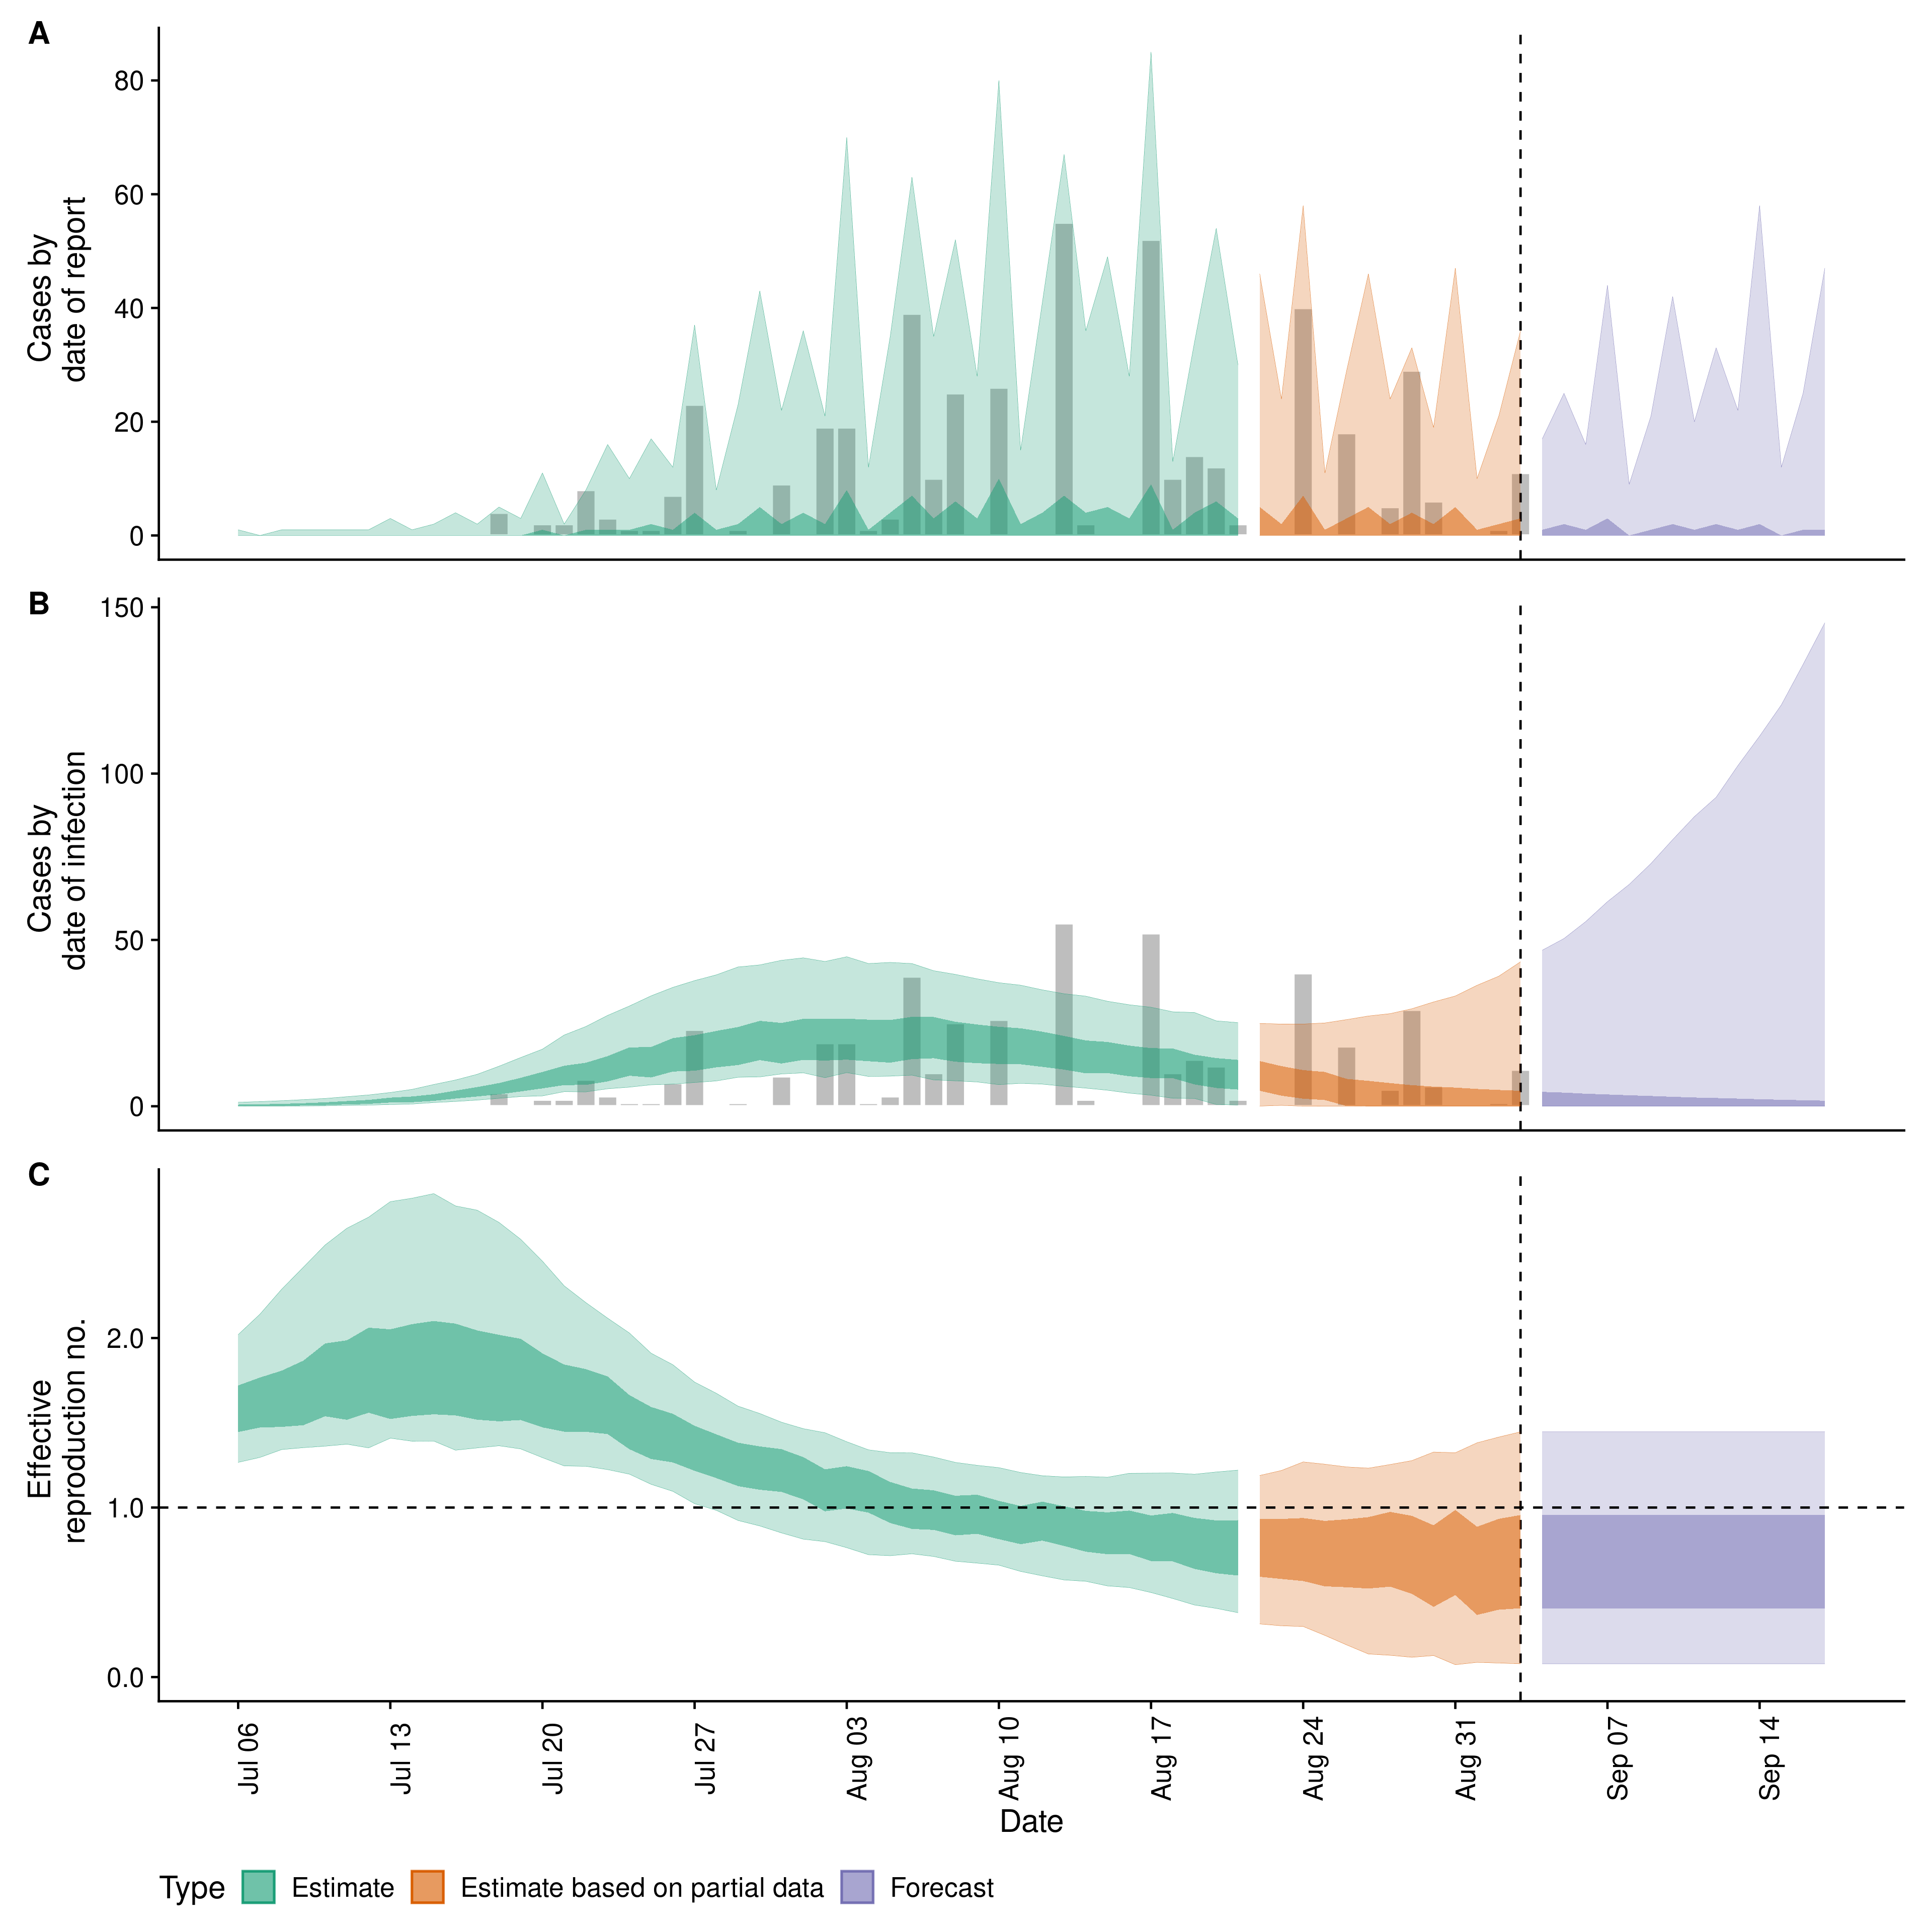 A
Cases by
date of report
80
60
40
20
0
B
Cases by
date of infection
150
100
50
0
C
Effective
reproduction no.
2.0
1.0
0.0
Jul 06
Jul 13
Jul 20
Jul 27
Aug 03
Aug 10
Aug 17
Aug 24
Aug 31
Sep 07
Sep 14
Date
Type Estimate Estimate based on partial data Forecast